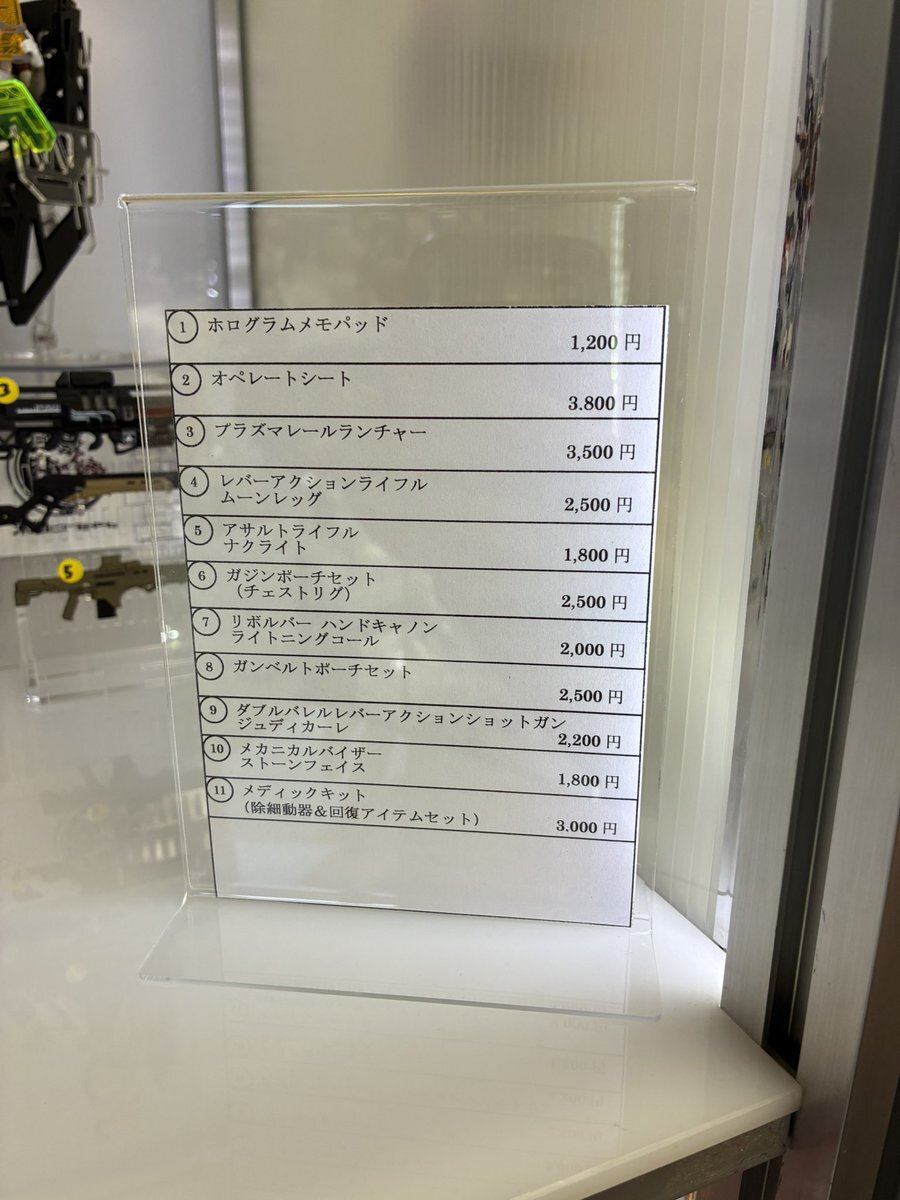 ① ホログラムメモパッド
1,200 円
② オペレートシート
3.800 円
③ プラズマレールランチャー
3,500 円
④ レバーアクションライフル
ムーンレッグ
2,500 円
⑤ アサルトライフル
ナクライト
1,800 円
⑥ ガジンポーチセット
（チェストリグ）
2,500 円
⑦ リボルバー ハンドキャノン
ライトニングコール
2,000 円
⑧ ガンベルトポーチセット
2,500 円
⑨ ダブルバレルレバーアクションショットガン
ジュディカーレ
2,200 円
⑩ メカニカルバイザー
ストーンフェイス
1,800 円
⑪ メディックキット
（除細動器＆回復アイテムセット）
3.000 円
3
5